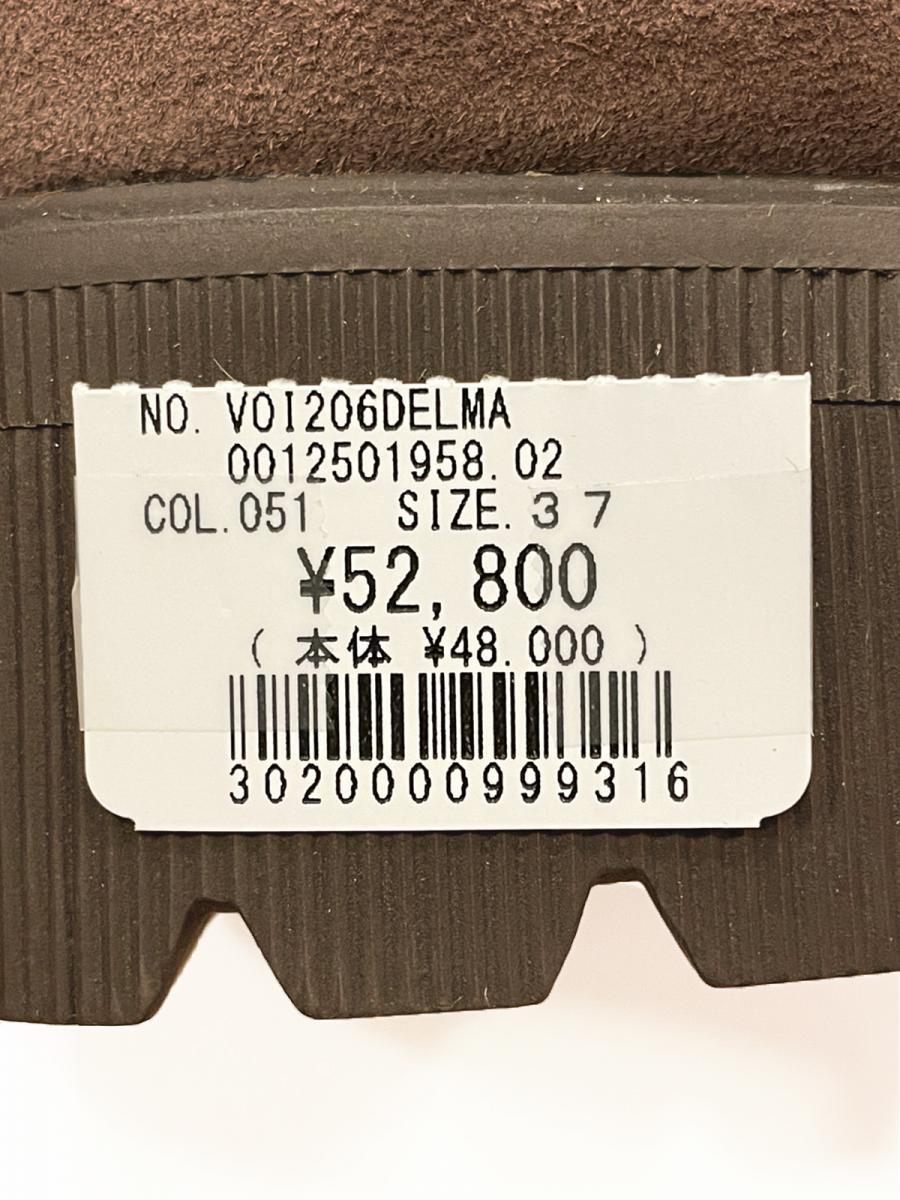 NO. VOI206DELMA
0012501958.02
COL.051 SIZE.37
¥52,800
( 本体 ¥48.000 )
3020000999316